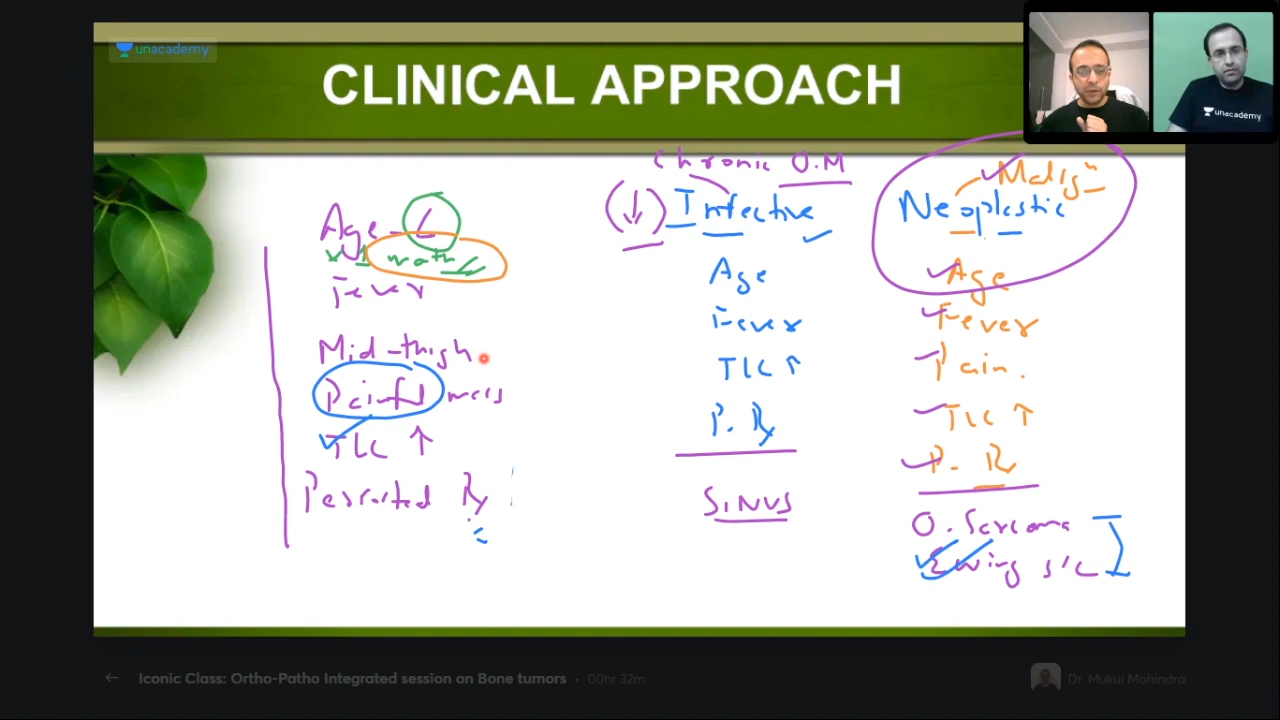 unacademy
CLINICAL APPROACH
unacademy
Chronic O.M
Malign
(↓) Infective
Neoplastic
Age - 6
Fever
Mid-thigh
Painful mass
TLC ↑
Persisted Rx
Age
Fever
TLC ↑
P. Rx
SINUS
Age
Fever
Pain.
TLC ↑
P. Rx
O. Sarcoma
Ewing s/c
Iconic Class: Ortho-Patho Integrated session on Bone tumors • 00hr 32m
Dr. Mukul Mohindra